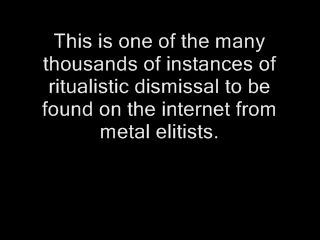 This is one of the many
thousands of instances of
ritualistic dismissal to be
found on the internet from
metal elitists.